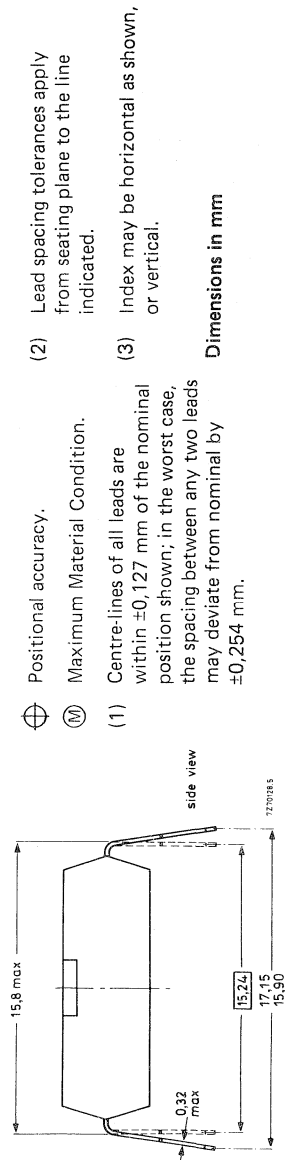 15,8 max
0,32
max
side view
15,24
17,15
15,90
7Z70128.5
⌖ Positional accuracy.
Ⓜ Maximum Material Condition.
(1) Centre-lines of all leads are
within ±0,127 mm of the nominal
position shown; in the worst case,
the spacing between any two leads
may deviate from nominal by
±0,254 mm.
(2) Lead spacing tolerances apply
from seating plane to the line
indicated.
(3) Index may be horizontal as shown,
or vertical.
Dimensions in mm